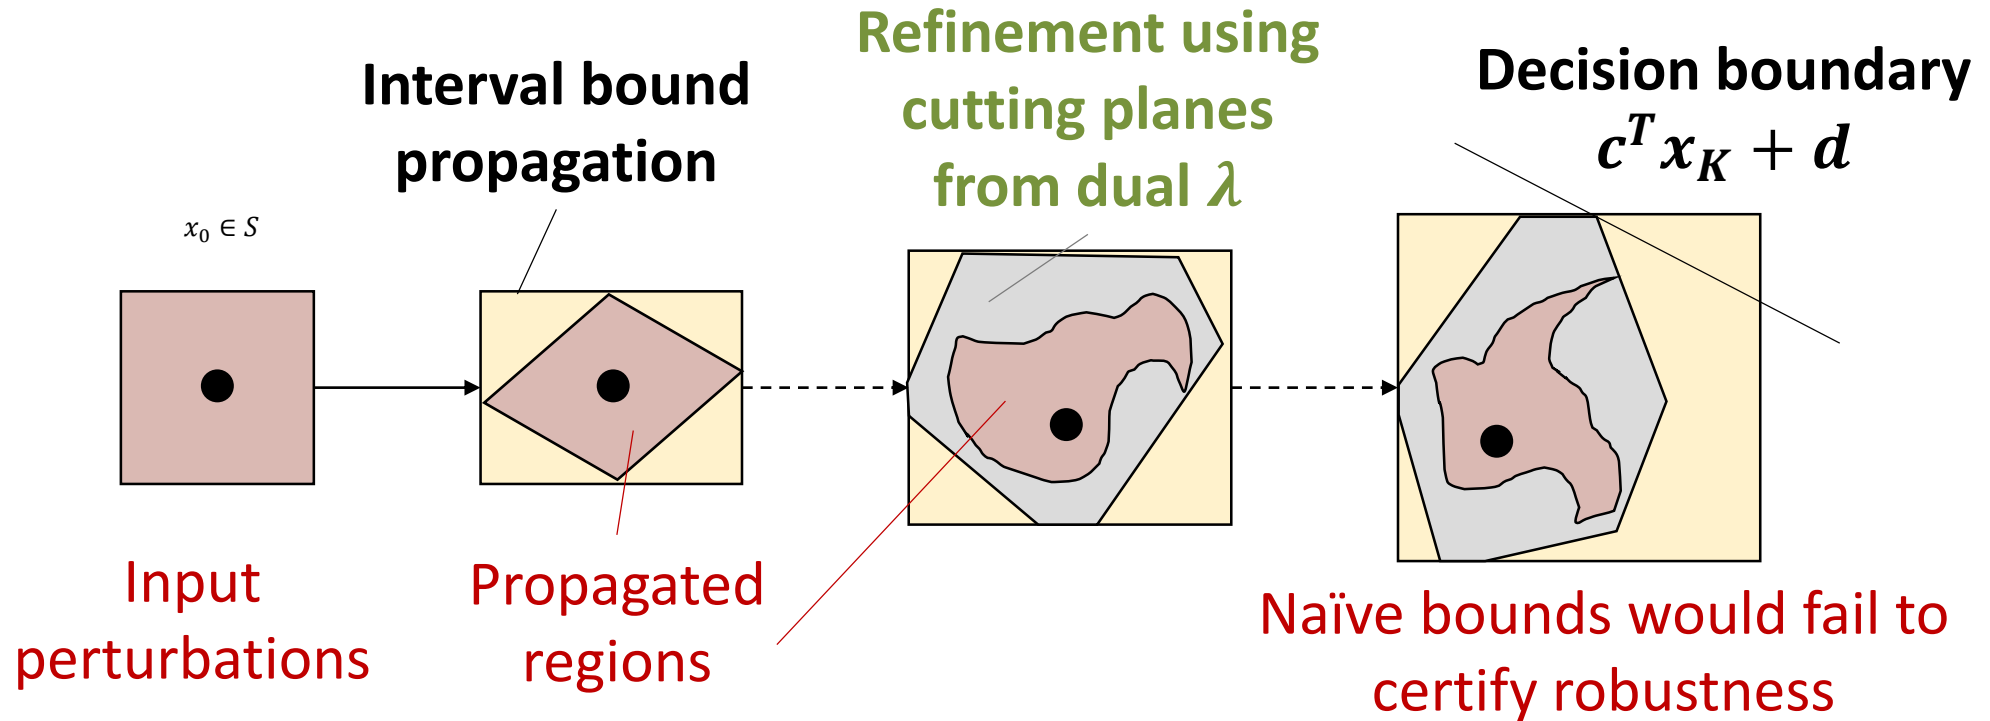 Interval bound
propagation
Refinement using
cutting planes
from dual λ
Decision boundary
c^T x_K + d
x_0 ∈ S
Input
perturbations
Propagated
regions
Naïve bounds would fail to
certify robustness